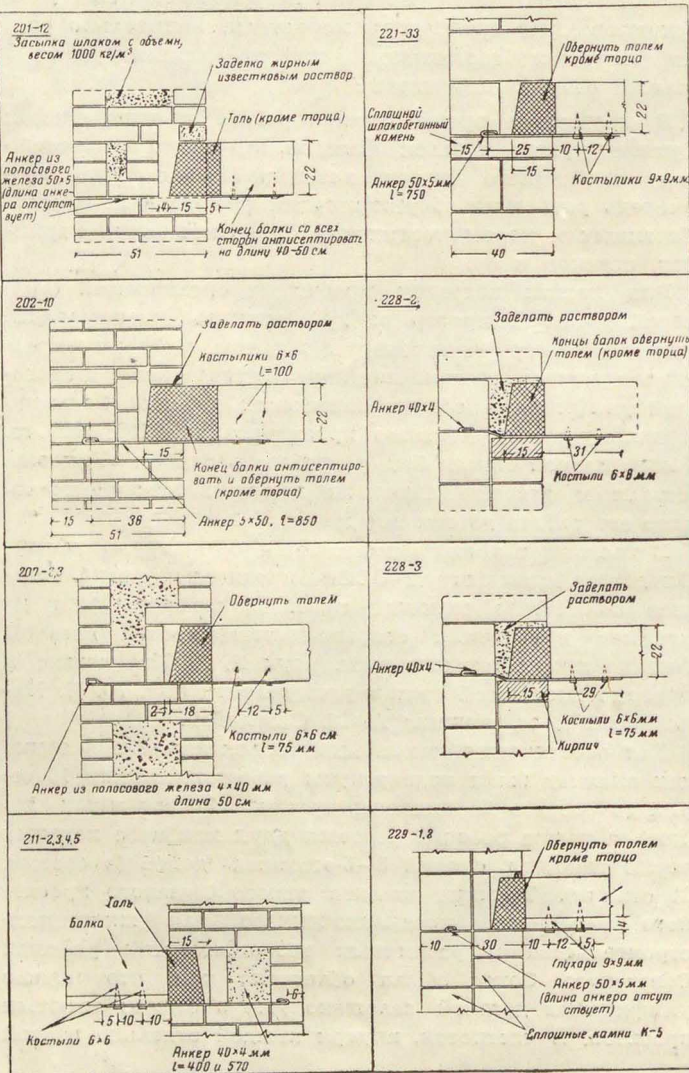 201-12
Засыпка шлаком с объемн,
весом 1000 кг/м³
Заделка жирным
известковым раствор
Толь (кроме торца)
Анкер из
полосового
железа 50×5
(длина анке-
ра отсутст-
вует)
22
4
15
5
Конец балки со всех
сторон антисептировать
на длину 40-50 см
51
221-33
Обернуть толем
кроме торца
Сплошной
шлакобетонный
камень
22
15
25
10
12
15
Анкер 50×5мм
l=750
Костылики 9×9мм
40
202-10
Заделать раствором
Костылики 6×6
l=100
22
15
Конец балки антисептиро-
вать и обернуть толем
(кроме торца)
15
36
Анкер 5×50, l=850
51
228-2
Заделать раствором
Концы балок обернуть
толем (кроме торца)
Анкер 40×4
22
15
31
Костыли 6×8мм
207-2,3
Обернуть толем
2-7
18
12
5
Костыли 6×6 см
l=75 мм
Анкер из полосового железа 4×40 мм
длина 50 см
228-3
Заделать
раствором
Анкер 40×4
22
15
29
Костыли 6×6мм
l=75 мм
Кирпич
211-2,3,4,5
Толь
Балка
15
6
5
10
10
Костыли 6×6
Анкер 40×4 мм
l=400 и 570
229-1,8
Обернуть толем
кроме торца
4
10
30
10
12
5
Глухари 9×9мм
Анкер 50×5мм
(длина анкера отсут
ствует)
Сплошные камни К-5